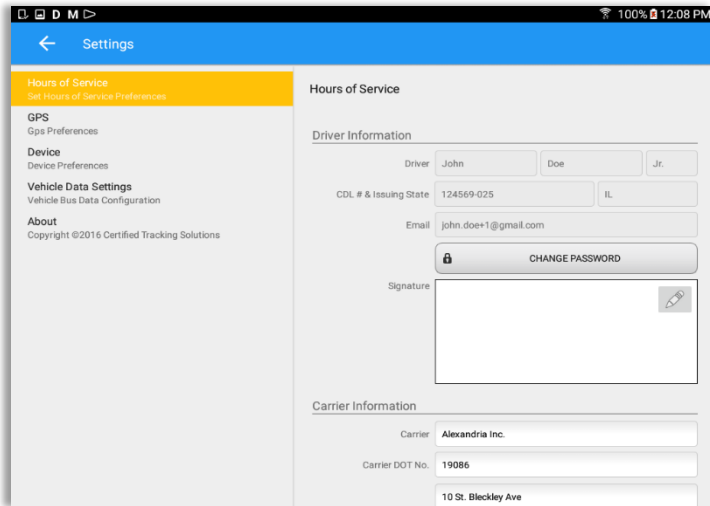 D M 100% 12:08 PM
Settings
Hours of Service
Set Hours of Service Preferences
GPS
Gps Preferences
Device
Device Preferences
Vehicle Data Settings
Vehicle Bus Data Configuration
About
Copyright ©2016 Certified Tracking Solutions
Hours of Service
Driver Information
Driver John Doe Jr.
CDL # & Issuing State 124569-025 IL
Email john.doe+1@gmail.com
CHANGE PASSWORD
Signature
Carrier Information
Carrier Alexandria Inc.
Carrier DOT No. 19086
10 St. Bleckley Ave